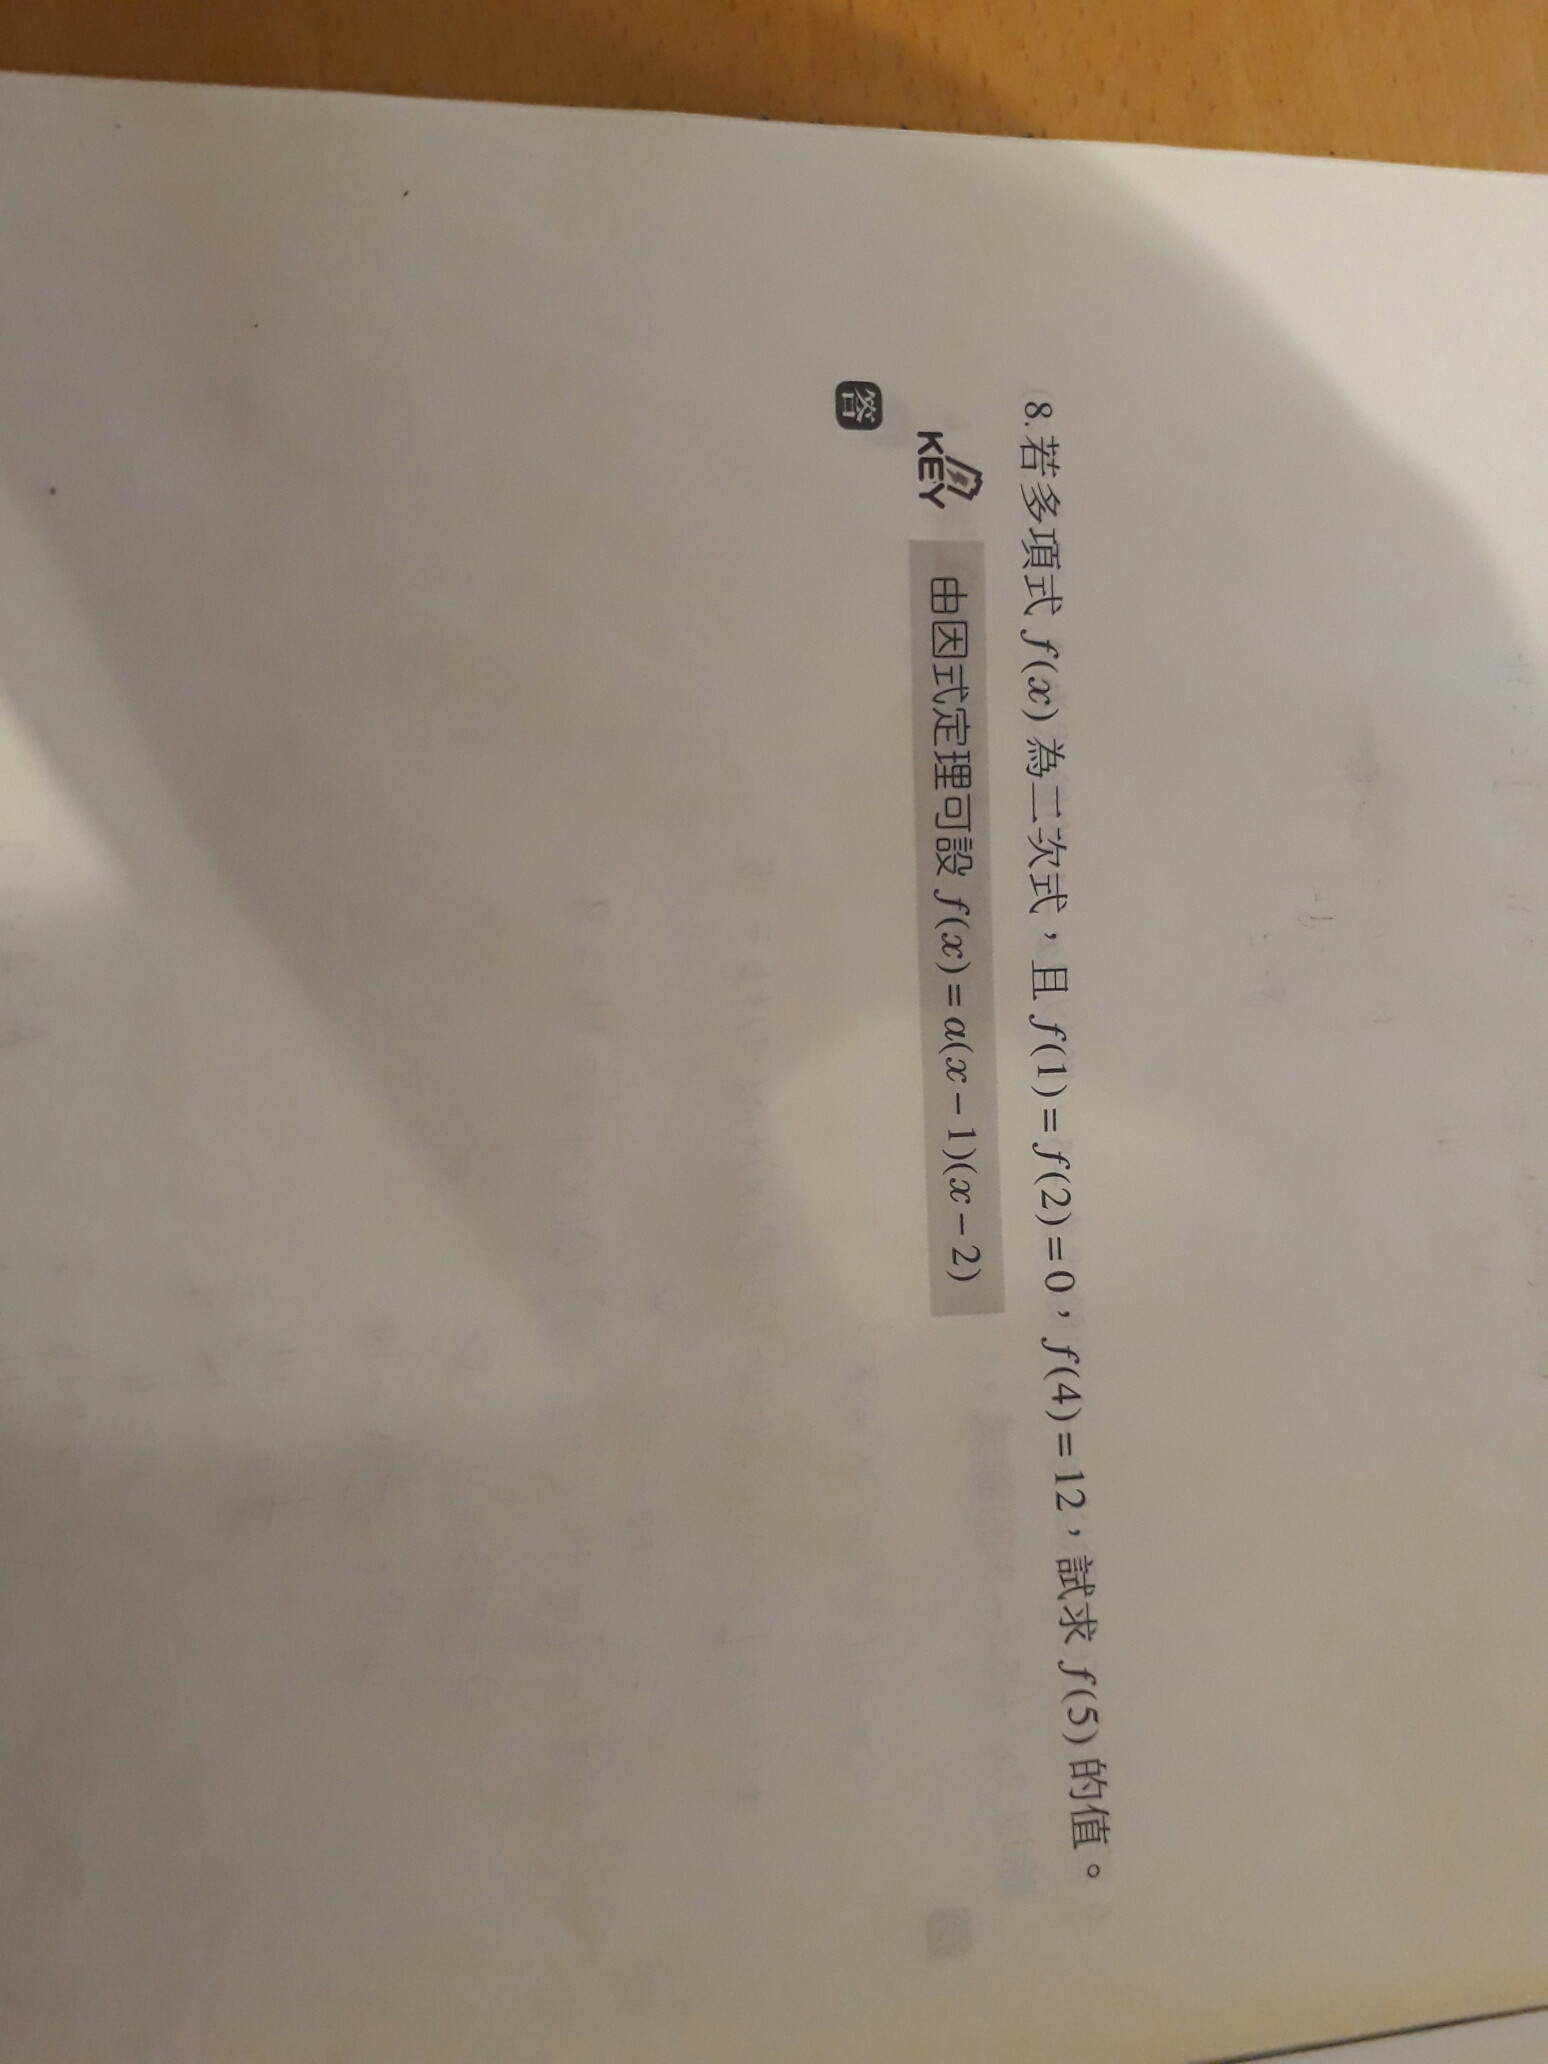 8.若多項式 f(x) 為二次式，且 f(1)=f(2)=0，f(4)=12，試求 f(5) 的值。
KEY 由因式定理可設 f(x)=a(x-1)(x-2)
答